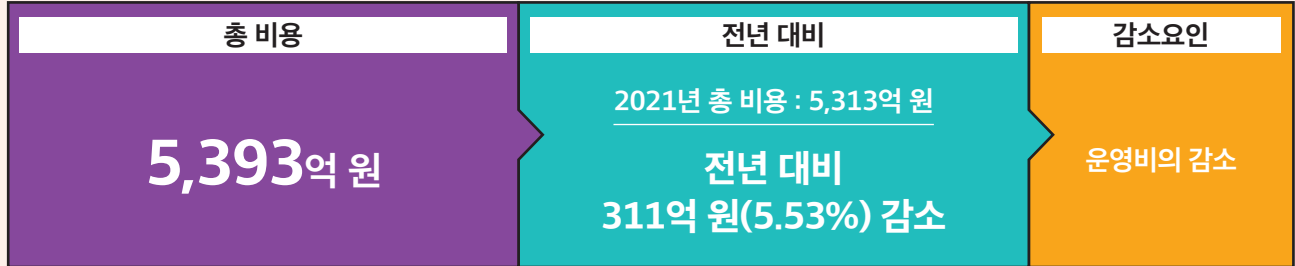 총 비용
전년 대비
감소요인
5,393억 원
2021년 총 비용 : 5,313억 원
전년 대비
311억 원(5.53%) 감소
운영비의 감소